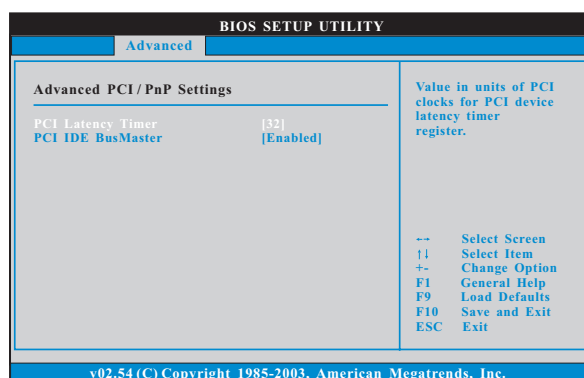 BIOS SETUP UTILITY
Advanced
Advanced PCI / PnP Settings
PCI Latency Timer [32]
PCI IDE BusMaster [Enabled]
Value in units of PCI
clocks for PCI device
latency timer
register.
←→ Select Screen
↑↓ Select Item
+- Change Option
F1 General Help
F9 Load Defaults
F10 Save and Exit
ESC Exit
v02.54 (C) Copyright 1985-2003, American Megatrends, Inc.